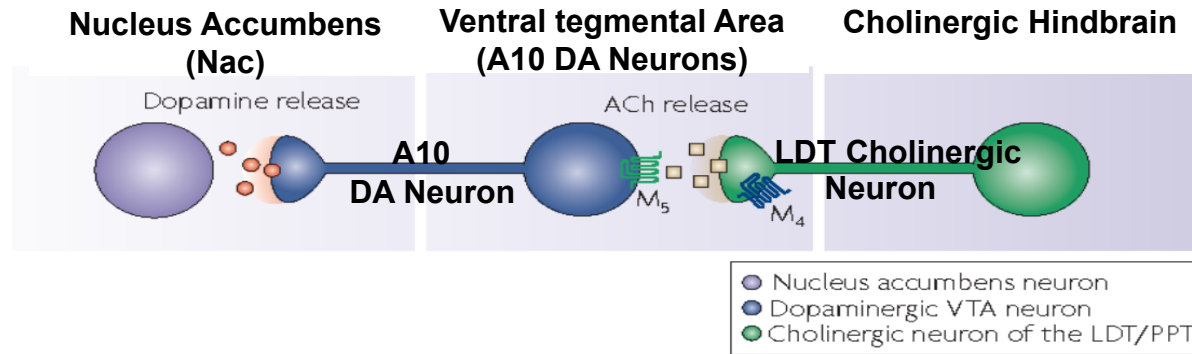 Nucleus Accumbens
(Nac)
Ventral tegmental Area
(A10 DA Neurons)
Cholinergic Hindbrain
Dopamine release
ACh release
A10
DA Neuron
M5
M4
LDT Cholinergic
Neuron
Nucleus accumbens neuron
Dopaminergic VTA neuron
Cholinergic neuron of the LDT/PPT